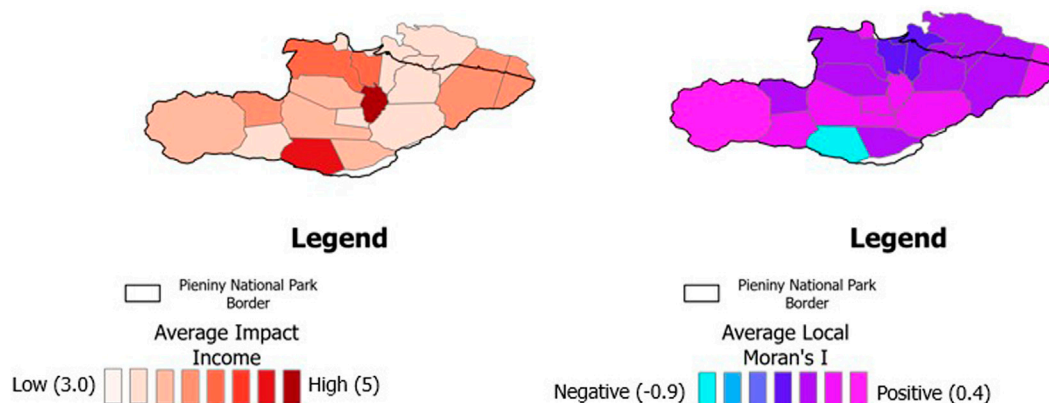 Legend
Pieniny National Park
Border
Average Impact
Income
Low (3.0)
High (5)
Legend
Pieniny National Park
Border
Average Local
Moran's I
Negative (-0.9)
Positive (0.4)